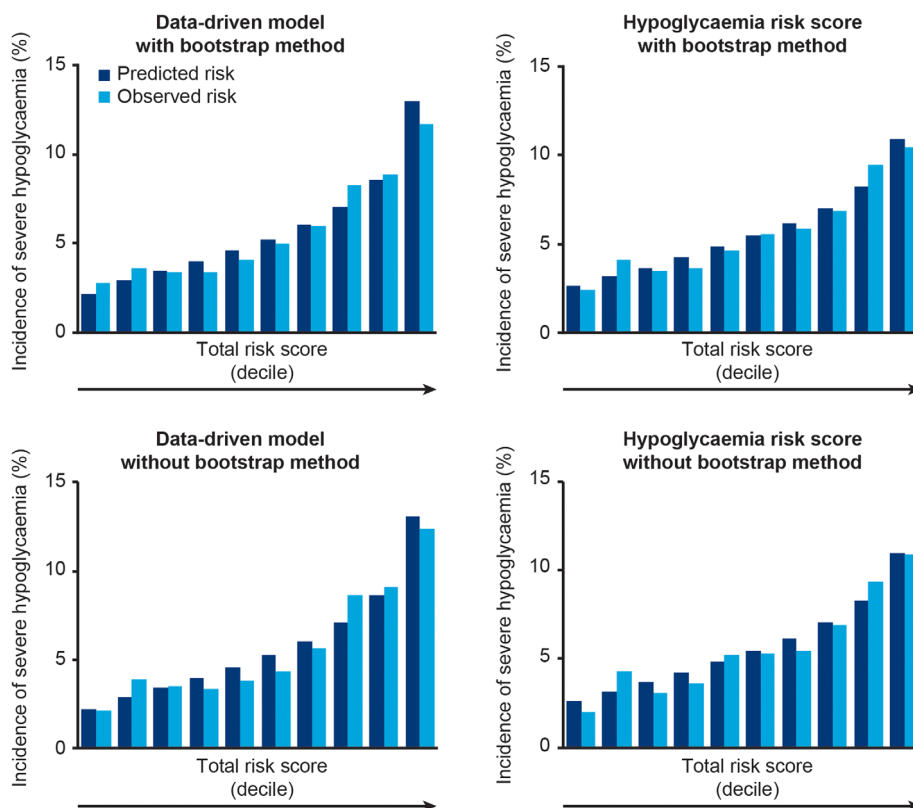 Data-driven model
with bootstrap method
Incidence of severe hypoglycaemia (%)
15
10
5
0
Predicted risk
Observed risk
Total risk score
(decile)
Hypoglycaemia risk score
with bootstrap method
Incidence of severe hypoglycaemia (%)
15
10
5
0
Total risk score
(decile)
Data-driven model
without bootstrap method
Incidence of severe hypoglycaemia (%)
15
10
5
0
Total risk score
(decile)
Hypoglycaemia risk score
without bootstrap method
Incidence of severe hypoglycaemia (%)
15
10
5
0
Total risk score
(decile)